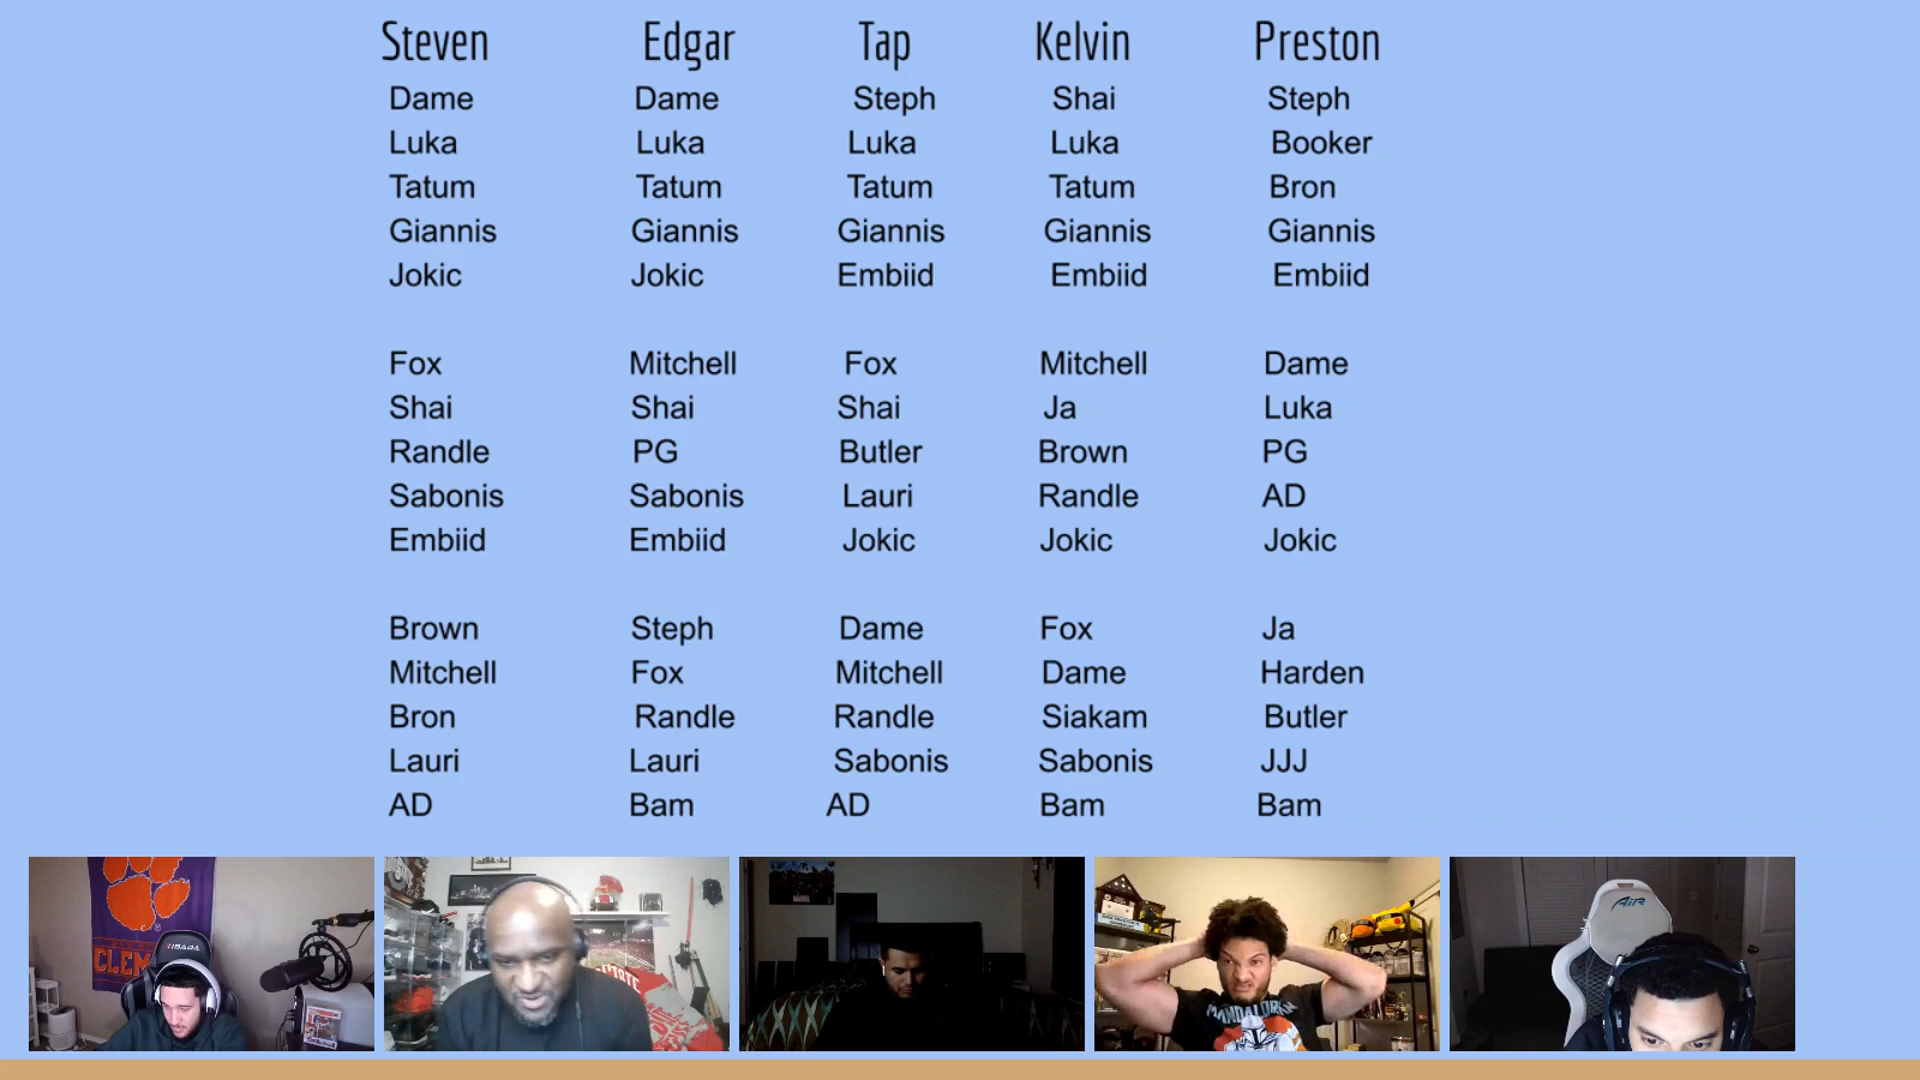 Steven Edgar Tap Kelvin Preston
Dame Dame Steph Shai Steph
Luka Luka Luka Luka Booker
Tatum Tatum Tatum Tatum Bron
Giannis Giannis Giannis Giannis Giannis
Jokic Jokic Embiid Embiid Embiid
Fox Mitchell Fox Mitchell Dame
Shai Shai Shai Ja Luka
Randle PG Butler Brown PG
Sabonis Sabonis Lauri Randle AD
Embiid Embiid Jokic Jokic Jokic
Brown Steph Dame Fox Ja
Mitchell Fox Mitchell Dame Harden
Bron Randle Randle Siakam Butler
Lauri Lauri Sabonis Sabonis JJJ
AD Bam AD Bam Bam
CLEM
MARVEL
MANDALORIAN
AIR